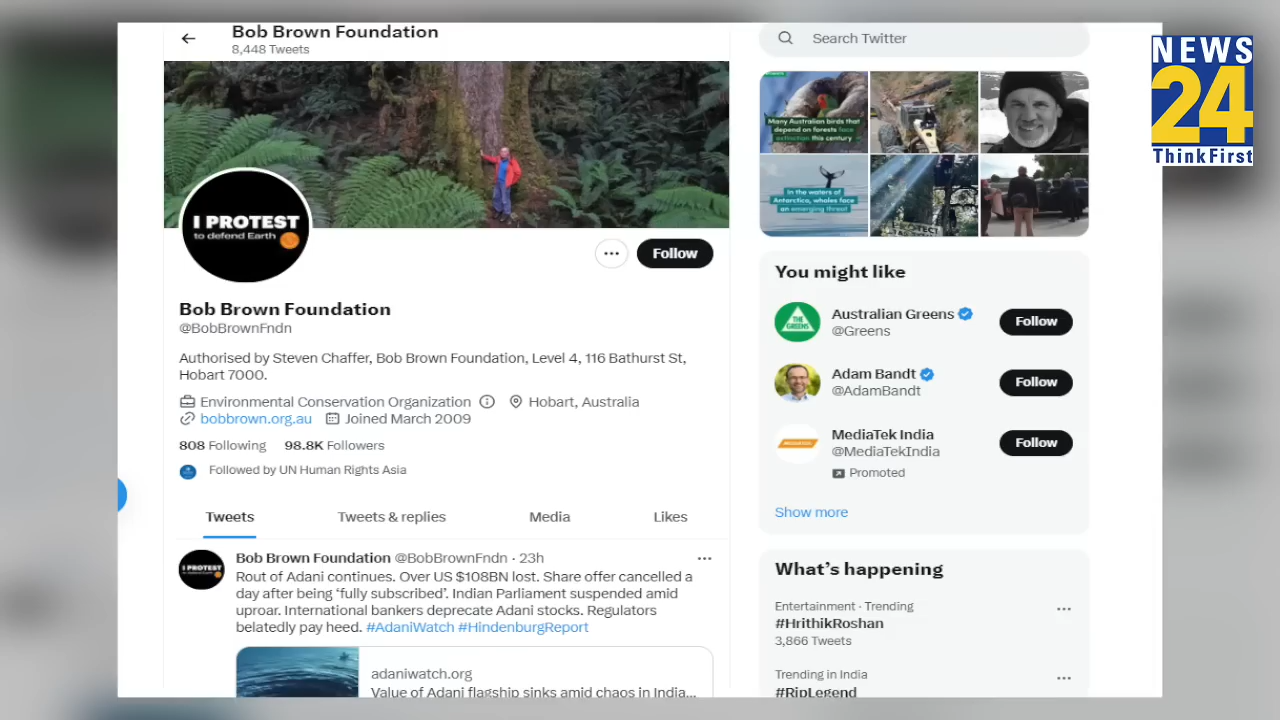 Bob Brown Foundation
8,448 Tweets
I PROTEST
to defend Earth
Follow
Bob Brown Foundation
@BobBrownFndn
Authorised by Steven Chaffer, Bob Brown Foundation, Level 4, 116 Bathurst St,
Hobart 7000.
Environmental Conservation Organization
Hobart, Australia
bobbrown.org.au
Joined March 2009
808 Following
98.8K Followers
Followed by UN Human Rights Asia
Tweets
Tweets & replies
Media
Likes
I PROTEST
Bob Brown Foundation @BobBrownFndn · 23h
Rout of Adani continues. Over US $108BN lost. Share offer cancelled a
day after being ‘fully subscribed’. Indian Parliament suspended amid
uproar. International bankers deprecate Adani stocks. Regulators
belatedly pay heed. #AdaniWatch #HindenburgReport
adaniwatch.org
Value of Adani flagship sinks amid chaos in India...
Search Twitter
Many Australian birds that
depend on forests face
extinction this century
In the waters of
Antarctica, whales face
an emerging threat
You might like
THE
GREENS
Australian Greens
@Greens
Follow
Adam Bandt
@AdamBandt
Follow
MediaTek India
@MediaTekIndia
Promoted
Follow
Show more
What’s happening
Entertainment · Trending
#HrithikRoshan
3,866 Tweets
Trending in India
#RipLegend
NEWS
24
ThinkFirst